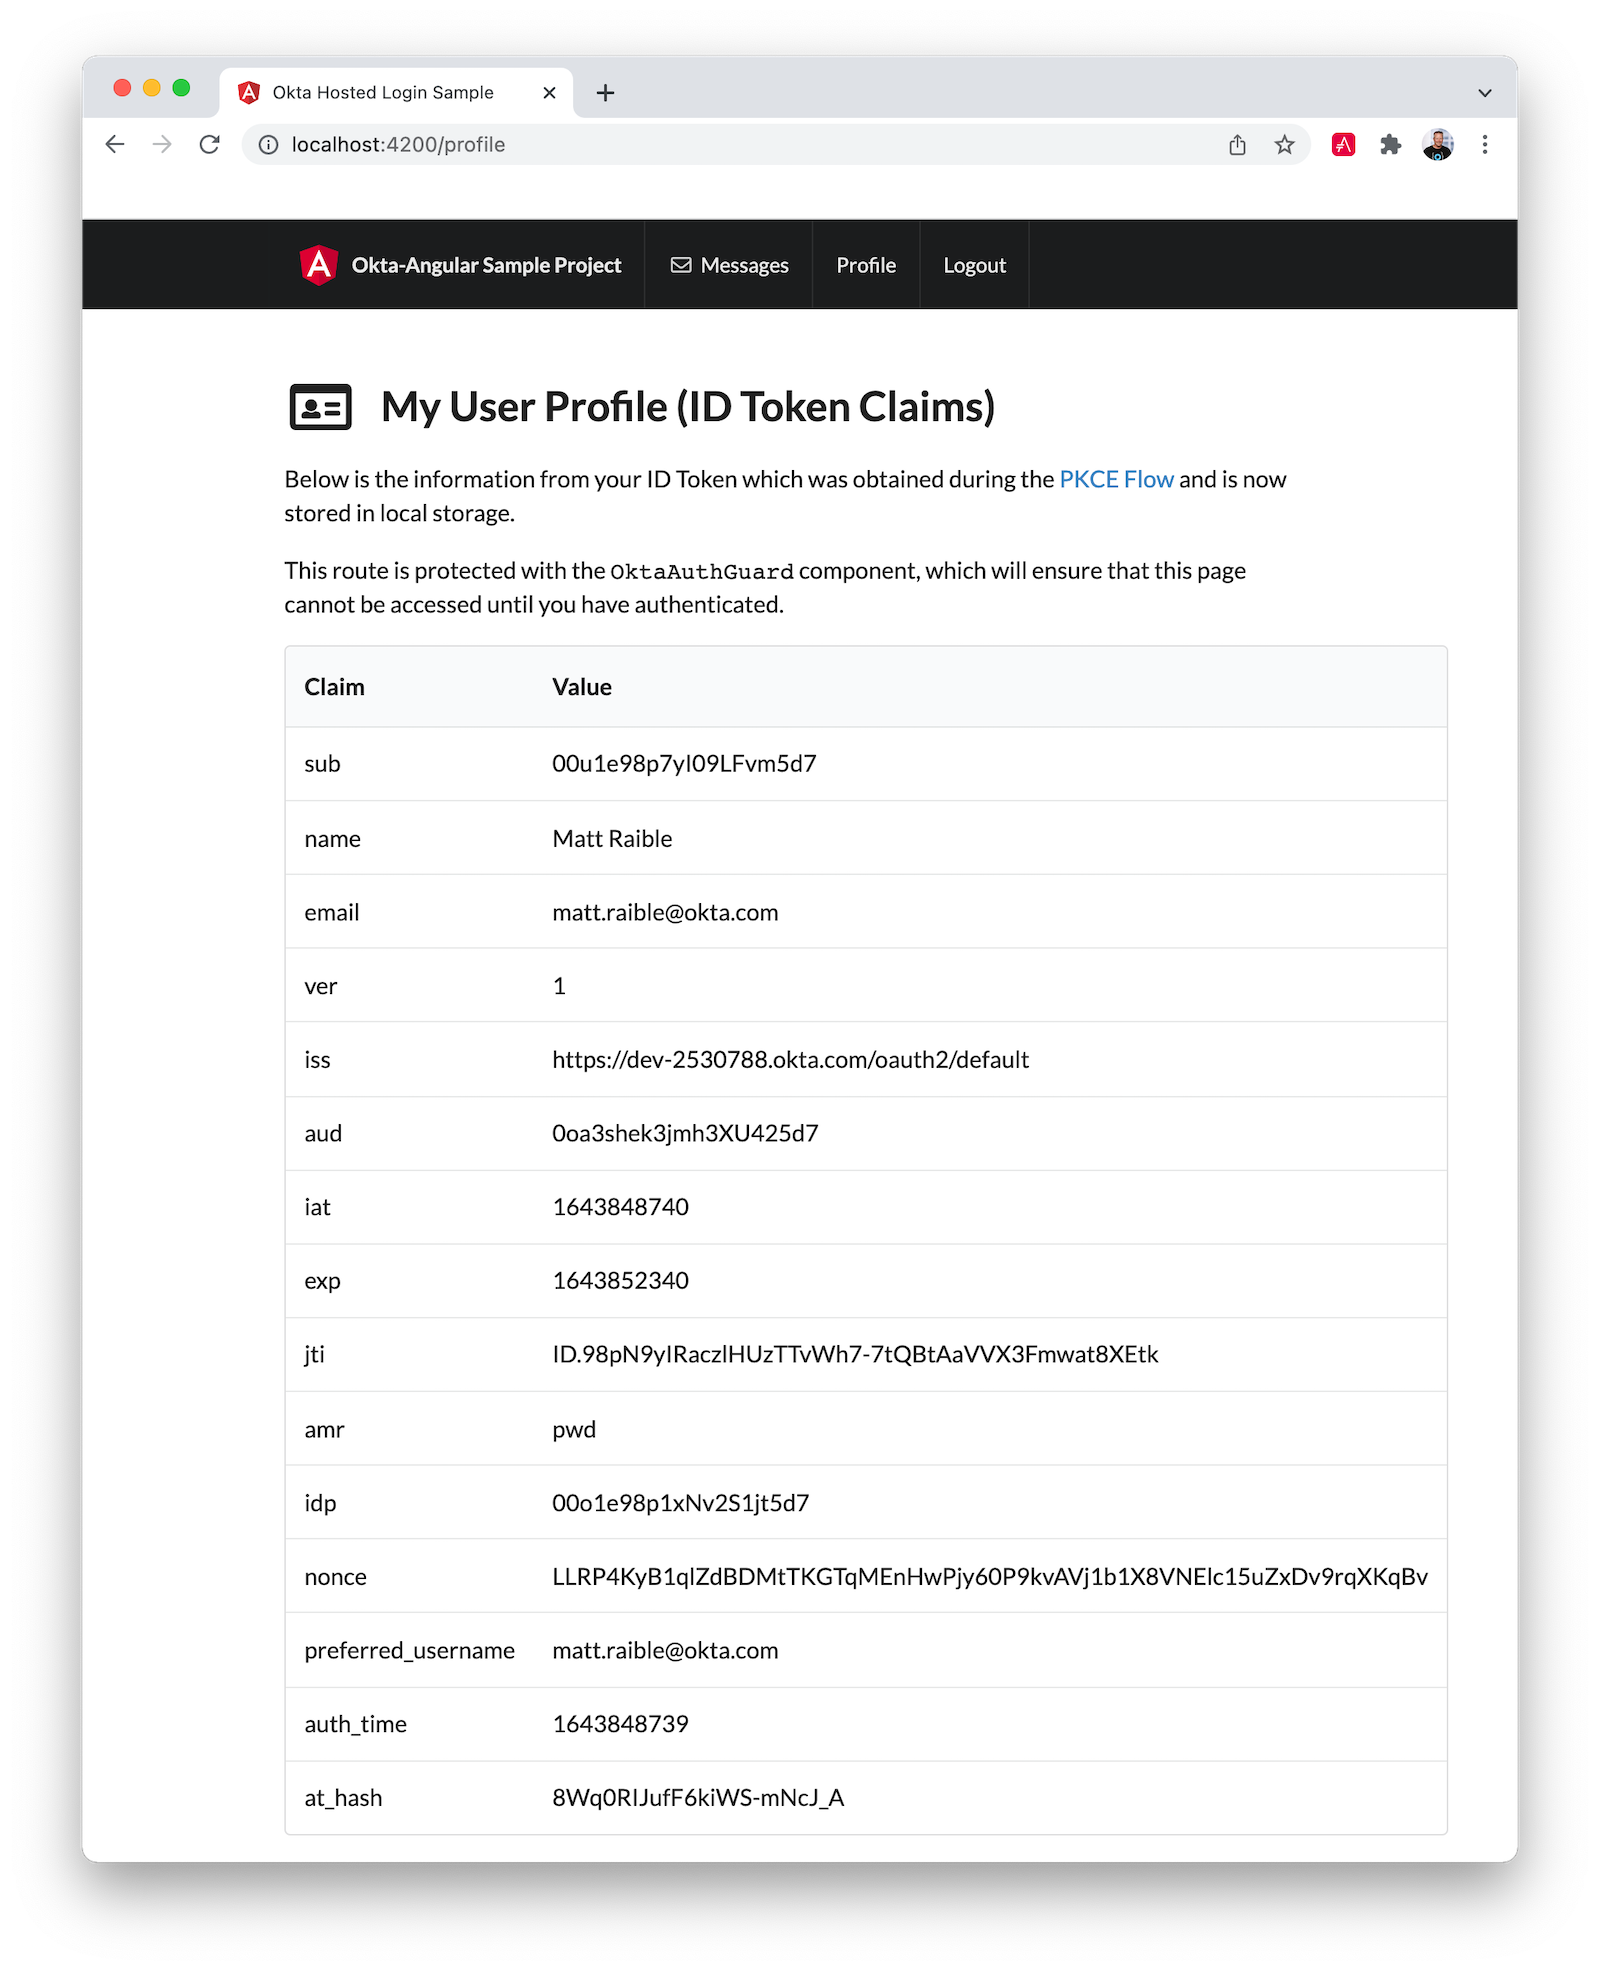 Okta Hosted Login Sample
localhost:4200/profile
Okta-Angular Sample Project Messages Profile Logout
My User Profile (ID Token Claims)
Below is the information from your ID Token which was obtained during the PKCE Flow and is now
stored in local storage.
This route is protected with the OktaAuthGuard component, which will ensure that this page
cannot be accessed until you have authenticated.
Claim Value
sub 00u1e98p7yI09LFvm5d7
name Matt Raible
email matt.raible@okta.com
ver 1
iss https://dev-2530788.okta.com/oauth2/default
aud 0oa3shek3jmh3XU425d7
iat 1643848740
exp 1643852340
jti ID.98pN9yIRaczlHUzTTvWh7-7tQBtAaVVX3Fmwat8XEtk
amr pwd
idp 00o1e98p1xNv2S1jt5d7
nonce LLRP4KyB1qlZdBDMtTKGTqMEnHwPjy60P9kvAVj1b1X8VNElc15uZxDv9rqXKqBv
preferred_username matt.raible@okta.com
auth_time 1643848739
at_hash 8Wq0RIJufF6kiWS-mNcJ_A